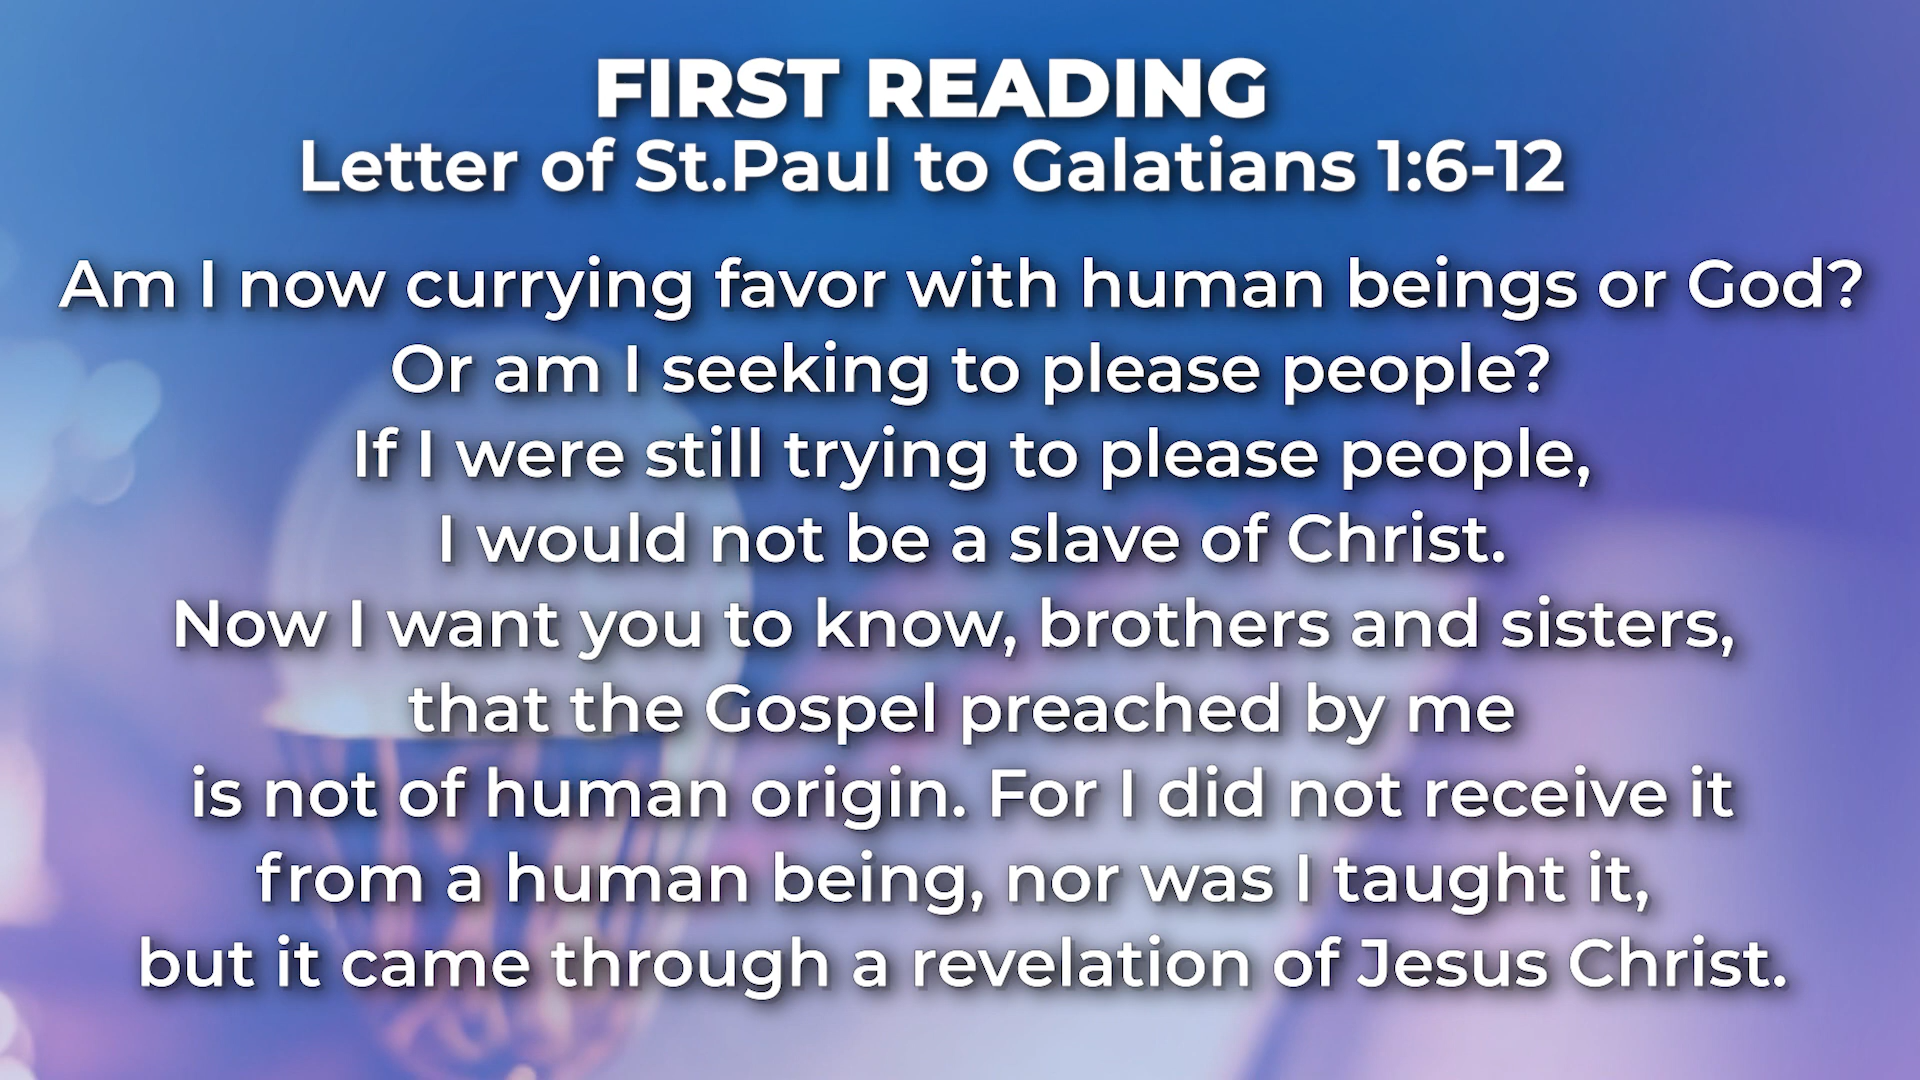 FIRST READING
Letter of St.Paul to Galatians 1:6-12
Am I now currying favor with human beings or God?
Or am I seeking to please people?
If I were still trying to please people,
I would not be a slave of Christ.
Now I want you to know, brothers and sisters,
that the Gospel preached by me
is not of human origin. For I did not receive it
from a human being, nor was I taught it,
but it came through a revelation of Jesus Christ.